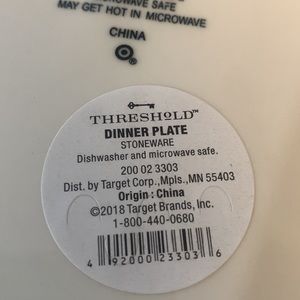 MICROWAVE SAFE
MAY GET HOT IN MICROWAVE
CHINA
THRESHOLD™
DINNER PLATE
STONEWARE
Dishwasher and microwave safe.
200 02 3303
Dist. by Target Corp., Mpls., MN 55403
Origin : China
©2018 Target Brands, Inc.
1-800-440-0680
4 92000 23303 6